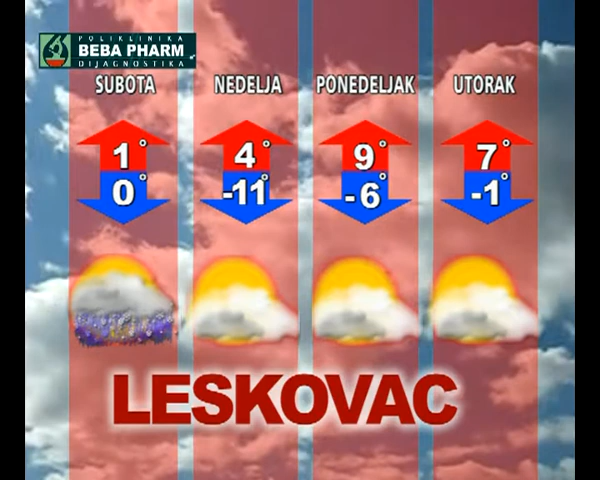 POLIKLINIKA
BEBA PHARM
DIJAGNOSTIKA
SUBOTA NEDELJA PONEDELJAK UTORAK
1° 4° 9° 7°
0° -11° -6° -1°
LESKOVAC